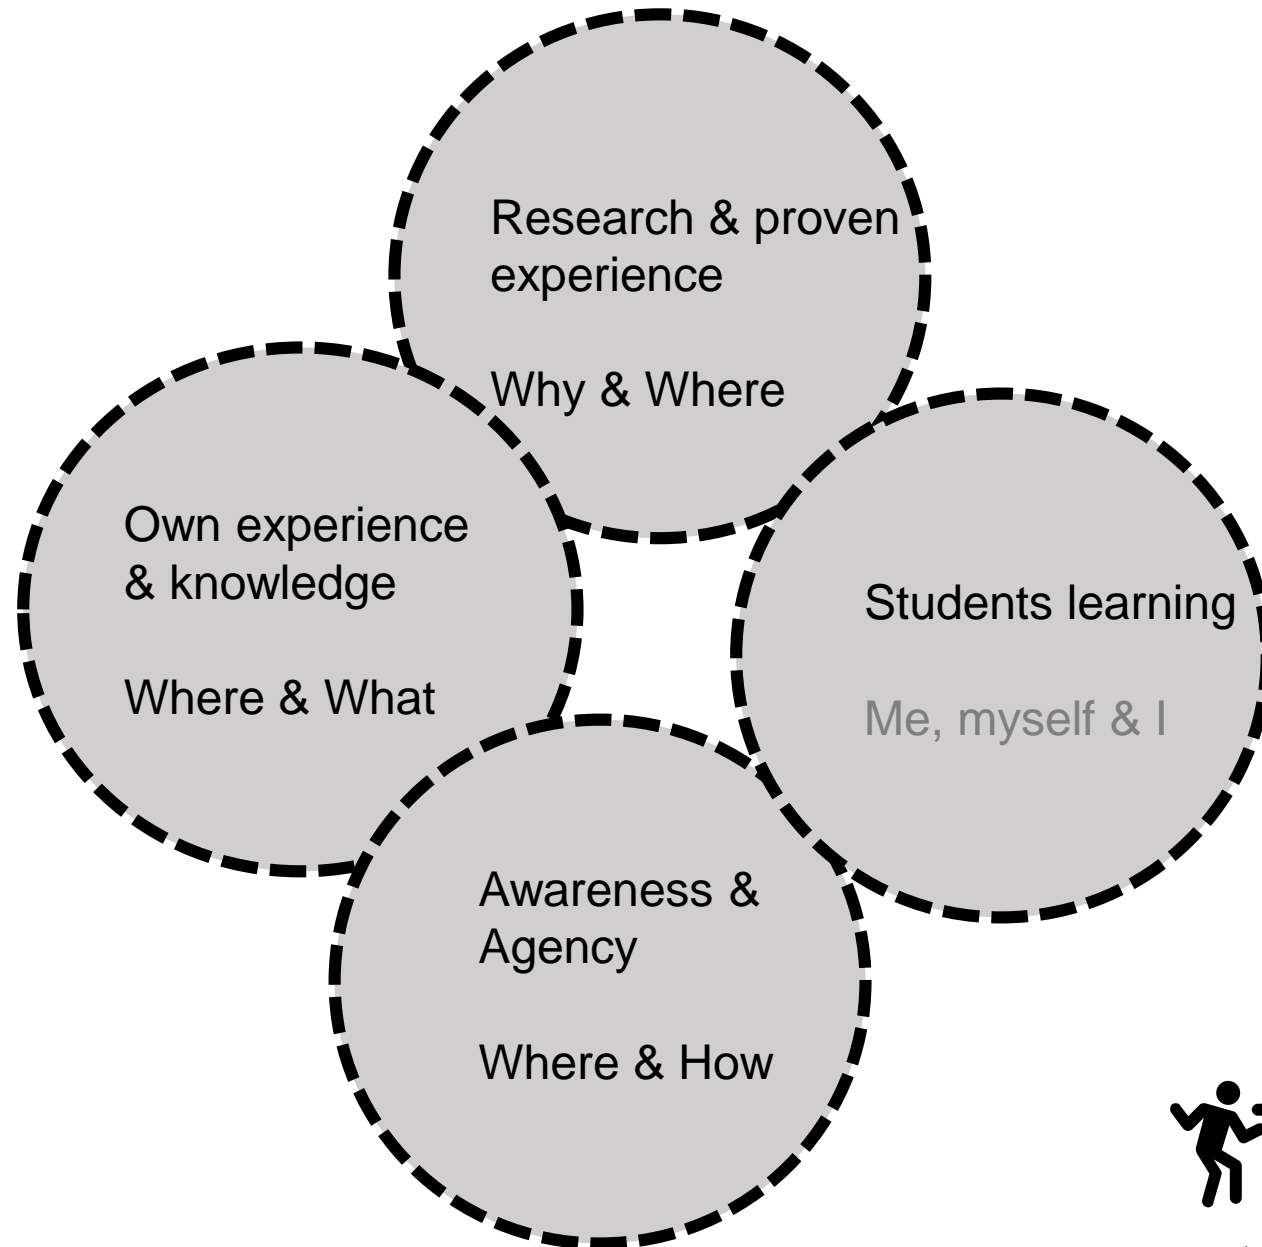 Research & proven
experience
Why & Where
Own experience
& knowledge
Where & What
Students learning
Me, myself & I
Awareness &
Agency
Where & How